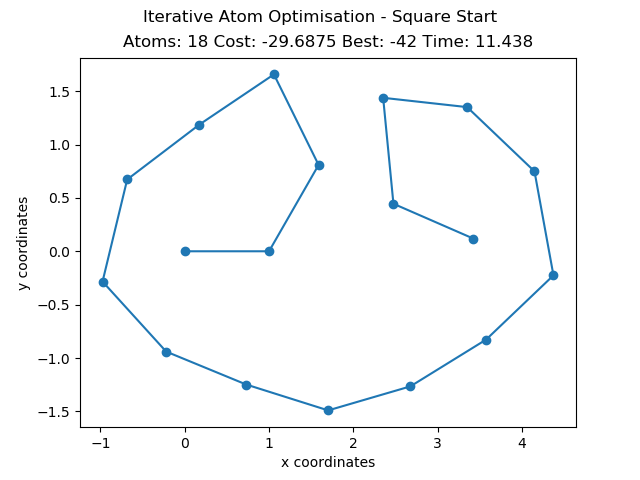 Iterative Atom Optimisation - Square Start
Atoms: 18 Cost: -29.6875 Best: -42 Time: 11.438
1.5
1.0
0.5
0.0
−0.5
−1.0
−1.5
y coordinates
−1 0 1 2 3 4
x coordinates